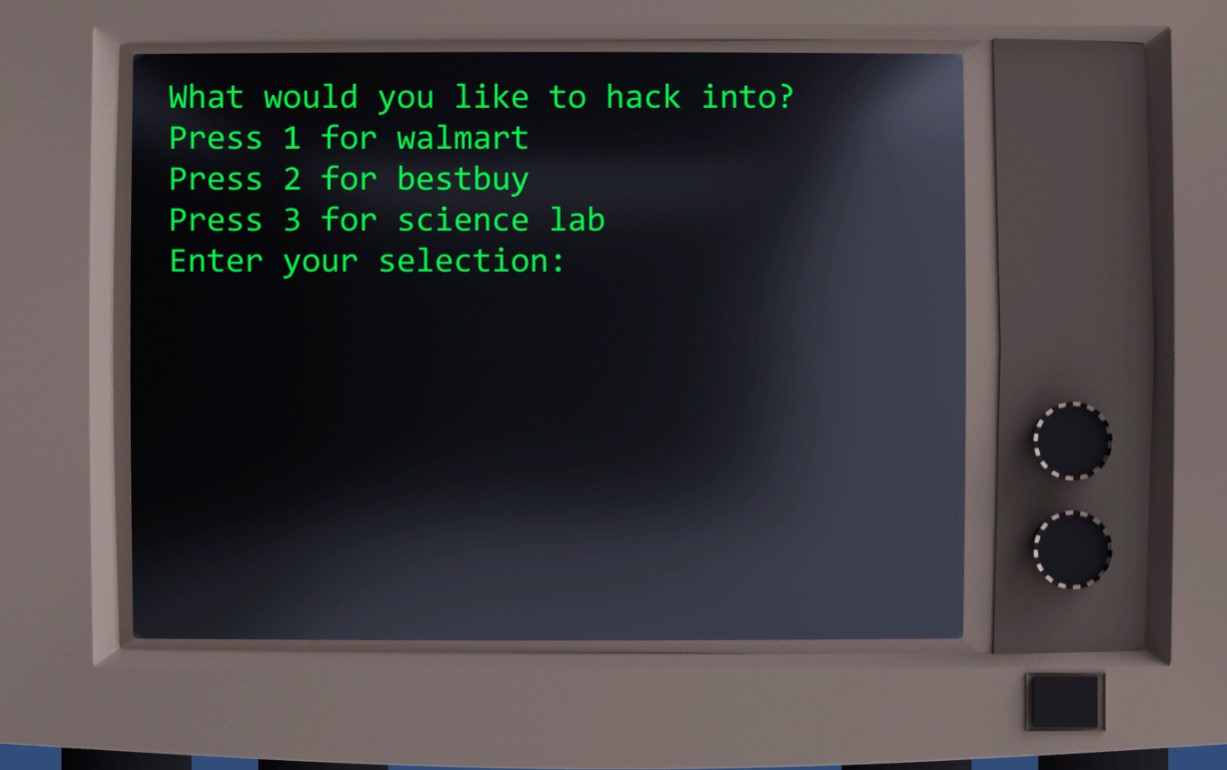 What would you like to hack into?
Press 1 for walmart
Press 2 for bestbuy
Press 3 for science lab
Enter your selection: